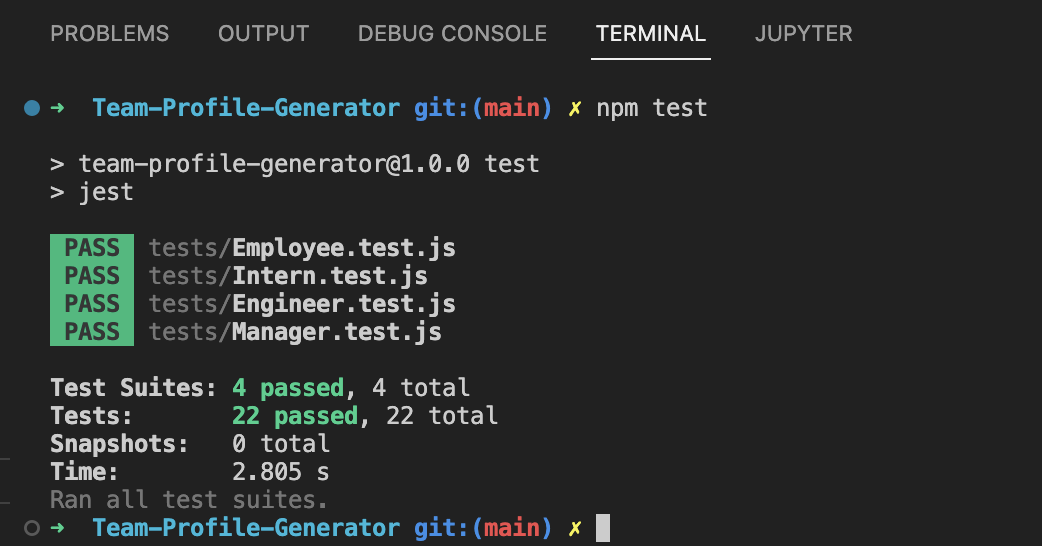 PROBLEMS OUTPUT DEBUG CONSOLE TERMINAL JUPYTER
➜ Team-Profile-Generator git:(main) ✗ npm test
> team-profile-generator@1.0.0 test
> jest
PASS tests/Employee.test.js
PASS tests/Intern.test.js
PASS tests/Engineer.test.js
PASS tests/Manager.test.js
Test Suites: 4 passed, 4 total
Tests: 22 passed, 22 total
Snapshots: 0 total
Time: 2.805 s
Ran all test suites.
➜ Team-Profile-Generator git:(main) ✗